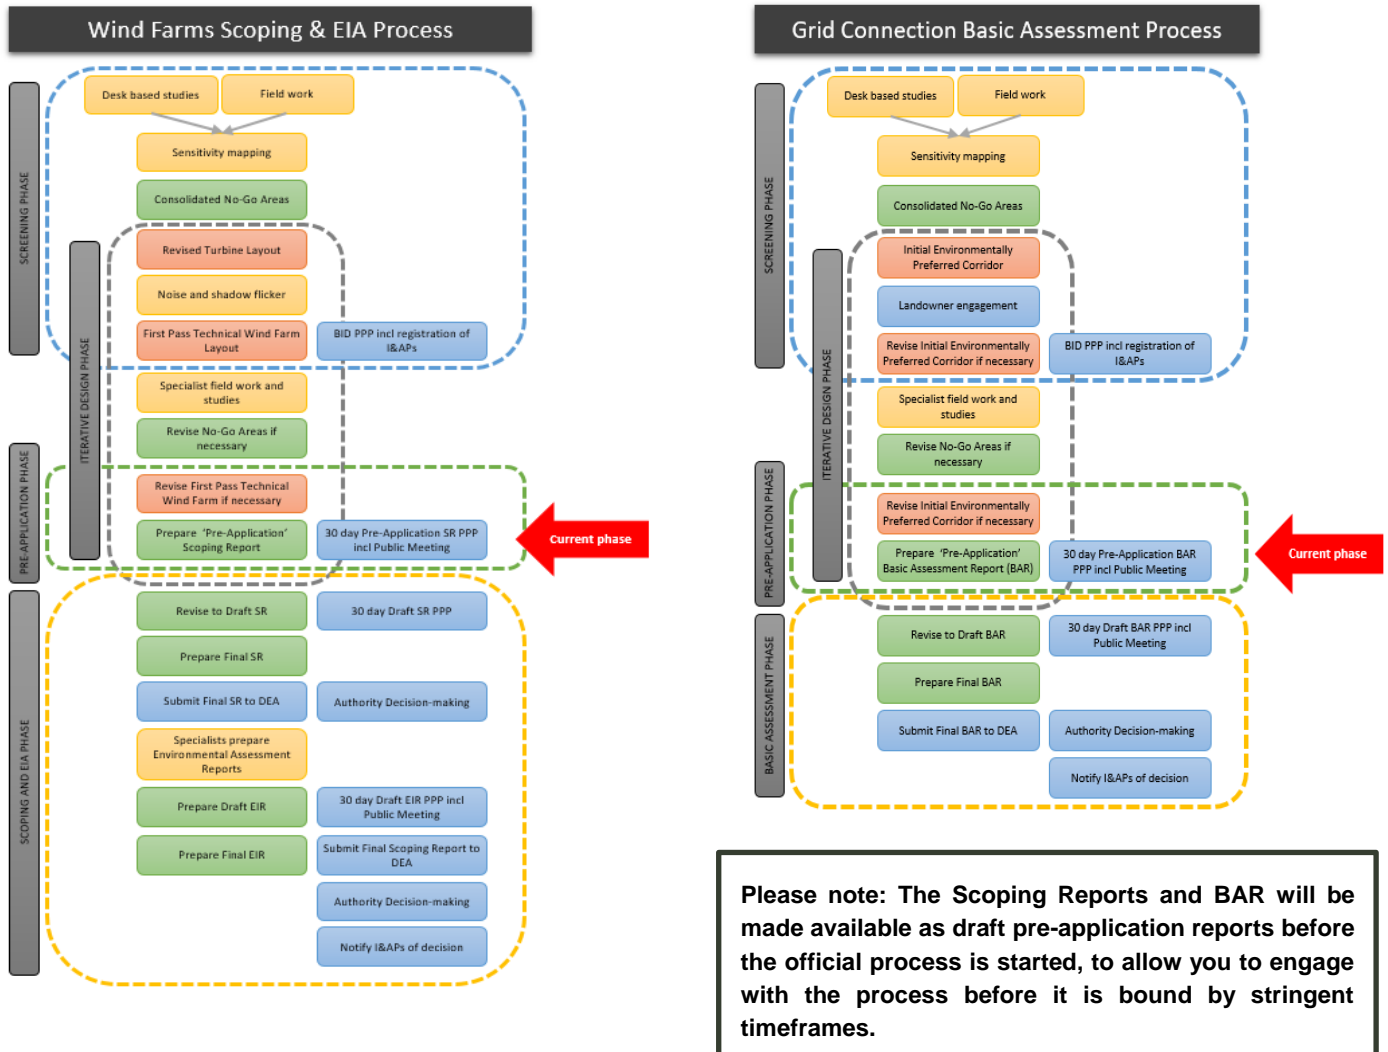 Wind Farms Scoping & EIA Process
SCREENING PHASE
ITERATIVE DESIGN PHASE
PRE-APPLICATION PHASE
SCOPING AND EIA PHASE
Desk based studies
Field work
Sensitivity mapping
Consolidated No-Go Areas
Revised Turbine Layout
Noise and shadow flicker
First Pass Technical Wind Farm
Layout
BID PPP incl registration of
I&APs
Specialist field work and
studies
Revise No-Go Areas if
necessary
Revise First Pass Technical
Wind Farm if necessary
Prepare ‘Pre-Application’
Scoping Report
30 day Pre-Application SR PPP
incl Public Meeting
Current phase
Revise to Draft SR
30 day Draft SR PPP
Prepare Final SR
Submit Final SR to DEA
Authority Decision-making
Specialists prepare
Environmental Assessment
Reports
Prepare Draft EIR
30 day Draft EIR PPP incl
Public Meeting
Prepare Final EIR
Submit Final Scoping Report to
DEA
Authority Decision-making
Notify I&APs of decision
Grid Connection Basic Assessment Process
SCREENING PHASE
ITERATIVE DESIGN PHASE
PRE-APPLICATION PHASE
BASIC ASSESSMENT PHASE
Desk based studies
Field work
Sensitivity mapping
Consolidated No-Go Areas
Initial Environmentally
Preferred Corridor
Landowner engagement
Revise Initial Environmentally
Preferred Corridor if necessary
BID PPP incl registration of
I&APs
Specialist field work and
studies
Revise No-Go Areas if
necessary
Revise Initial Environmentally
Preferred Corridor if necessary
Prepare ‘Pre-Application’
Basic Assessment Report (BAR)
30 day Pre-Application BAR
PPP incl Public Meeting
Current phase
Revise to Draft BAR
30 day Draft BAR PPP incl
Public Meeting
Prepare Final BAR
Submit Final BAR to DEA
Authority Decision-making
Notify I&APs of decision
Please note: The Scoping Reports and BAR will be
made available as draft pre-application reports before
the official process is started, to allow you to engage
with the process before it is bound by stringent
timeframes.